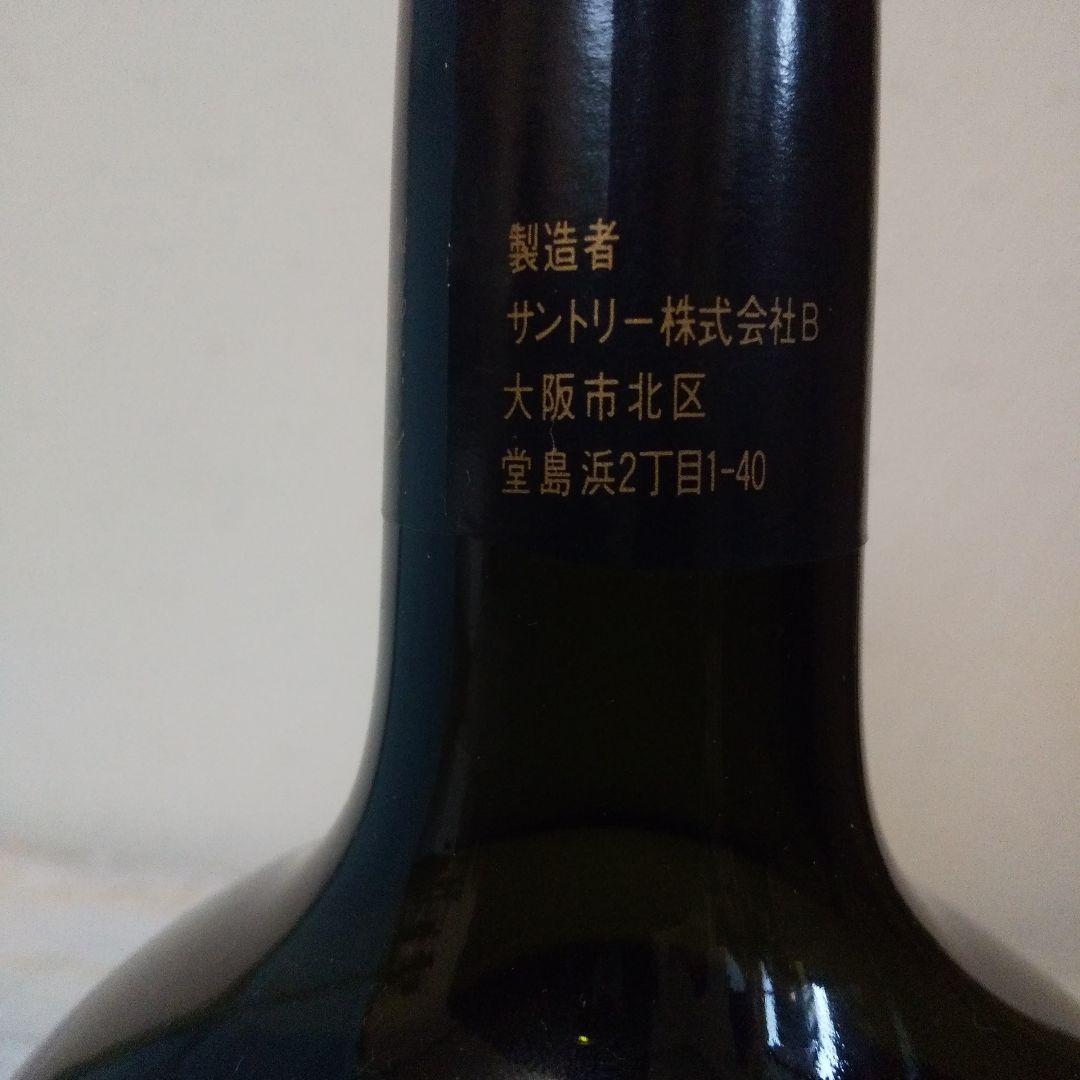 製造者
サントリー株式会社B
大阪市北区
堂島浜2丁目1-40